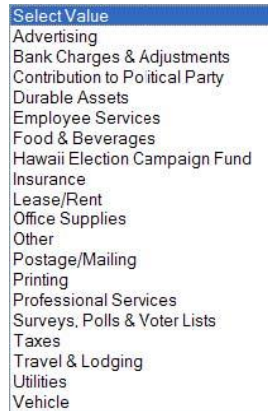 Select Value
Advertising
Bank Charges & Adjustments
Contribution to Political Party
Durable Assets
Employee Services
Food & Beverages
Hawaii Election Campaign Fund
Insurance
Lease/Rent
Office Supplies
Other
Postage/Mailing
Printing
Professional Services
Surveys, Polls & Voter Lists
Taxes
Travel & Lodging
Utilities
Vehicle